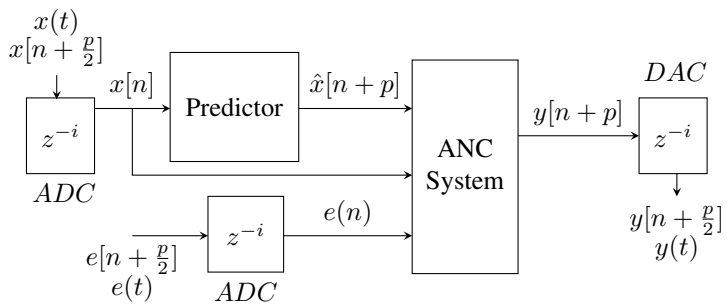 x(t)
x[n + p/2]
z^{-i}
ADC
x[n]
Predictor
x̂[n + p]
ANC
System
y[n + p]
DAC
z^{-i}
y[n + p/2]
y(t)
e[n + p/2]
e(t)
z^{-i}
ADC
e(n)